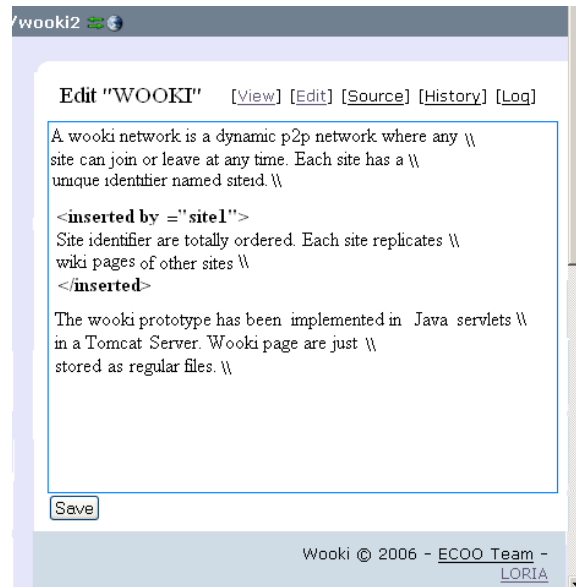 /wooki2
Edit "WOOKI" [View] [Edit] [Source] [History] [Log]
A wooki network is a dynamic p2p network where any \\
site can join or leave at any time. Each site has a \\
unique identifier named siteid. \\
<inserted by ="site1">
Site identifier are totally ordered. Each site replicates \\
wiki pages of other sites \\
</inserted>
The wooki prototype has been implemented in Java servlets \\
in a Tomcat Server. Wooki page are just \\
stored as regular files. \\
Save
Wooki © 2006 - ECOO Team -
LORIA